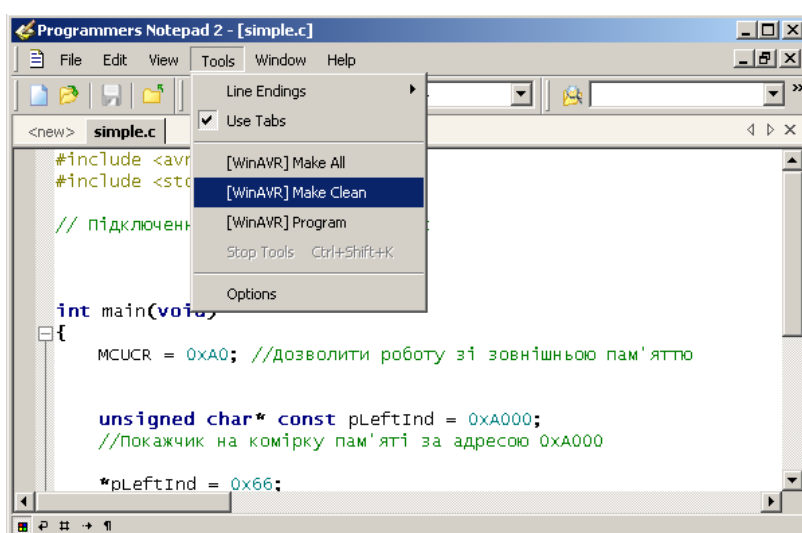 Programmers Notepad 2 - [simple.c]
File Edit View Tools Window Help
<new> simple.c
Line Endings
Use Tabs
[WinAVR] Make All
[WinAVR] Make Clean
[WinAVR] Program
Stop Tools Ctrl+Shift+K
Options
#include <avr
#include <std
// Підключенн
int main(void)
{
MCUCR = 0xA0; //Дозволити роботу зі зовнішньою пам'яттю
unsigned char* const pLeftInd = 0xA000;
//Покажчик на комірку пам'яті за адресою 0xA000
*pLeftInd = 0x66;